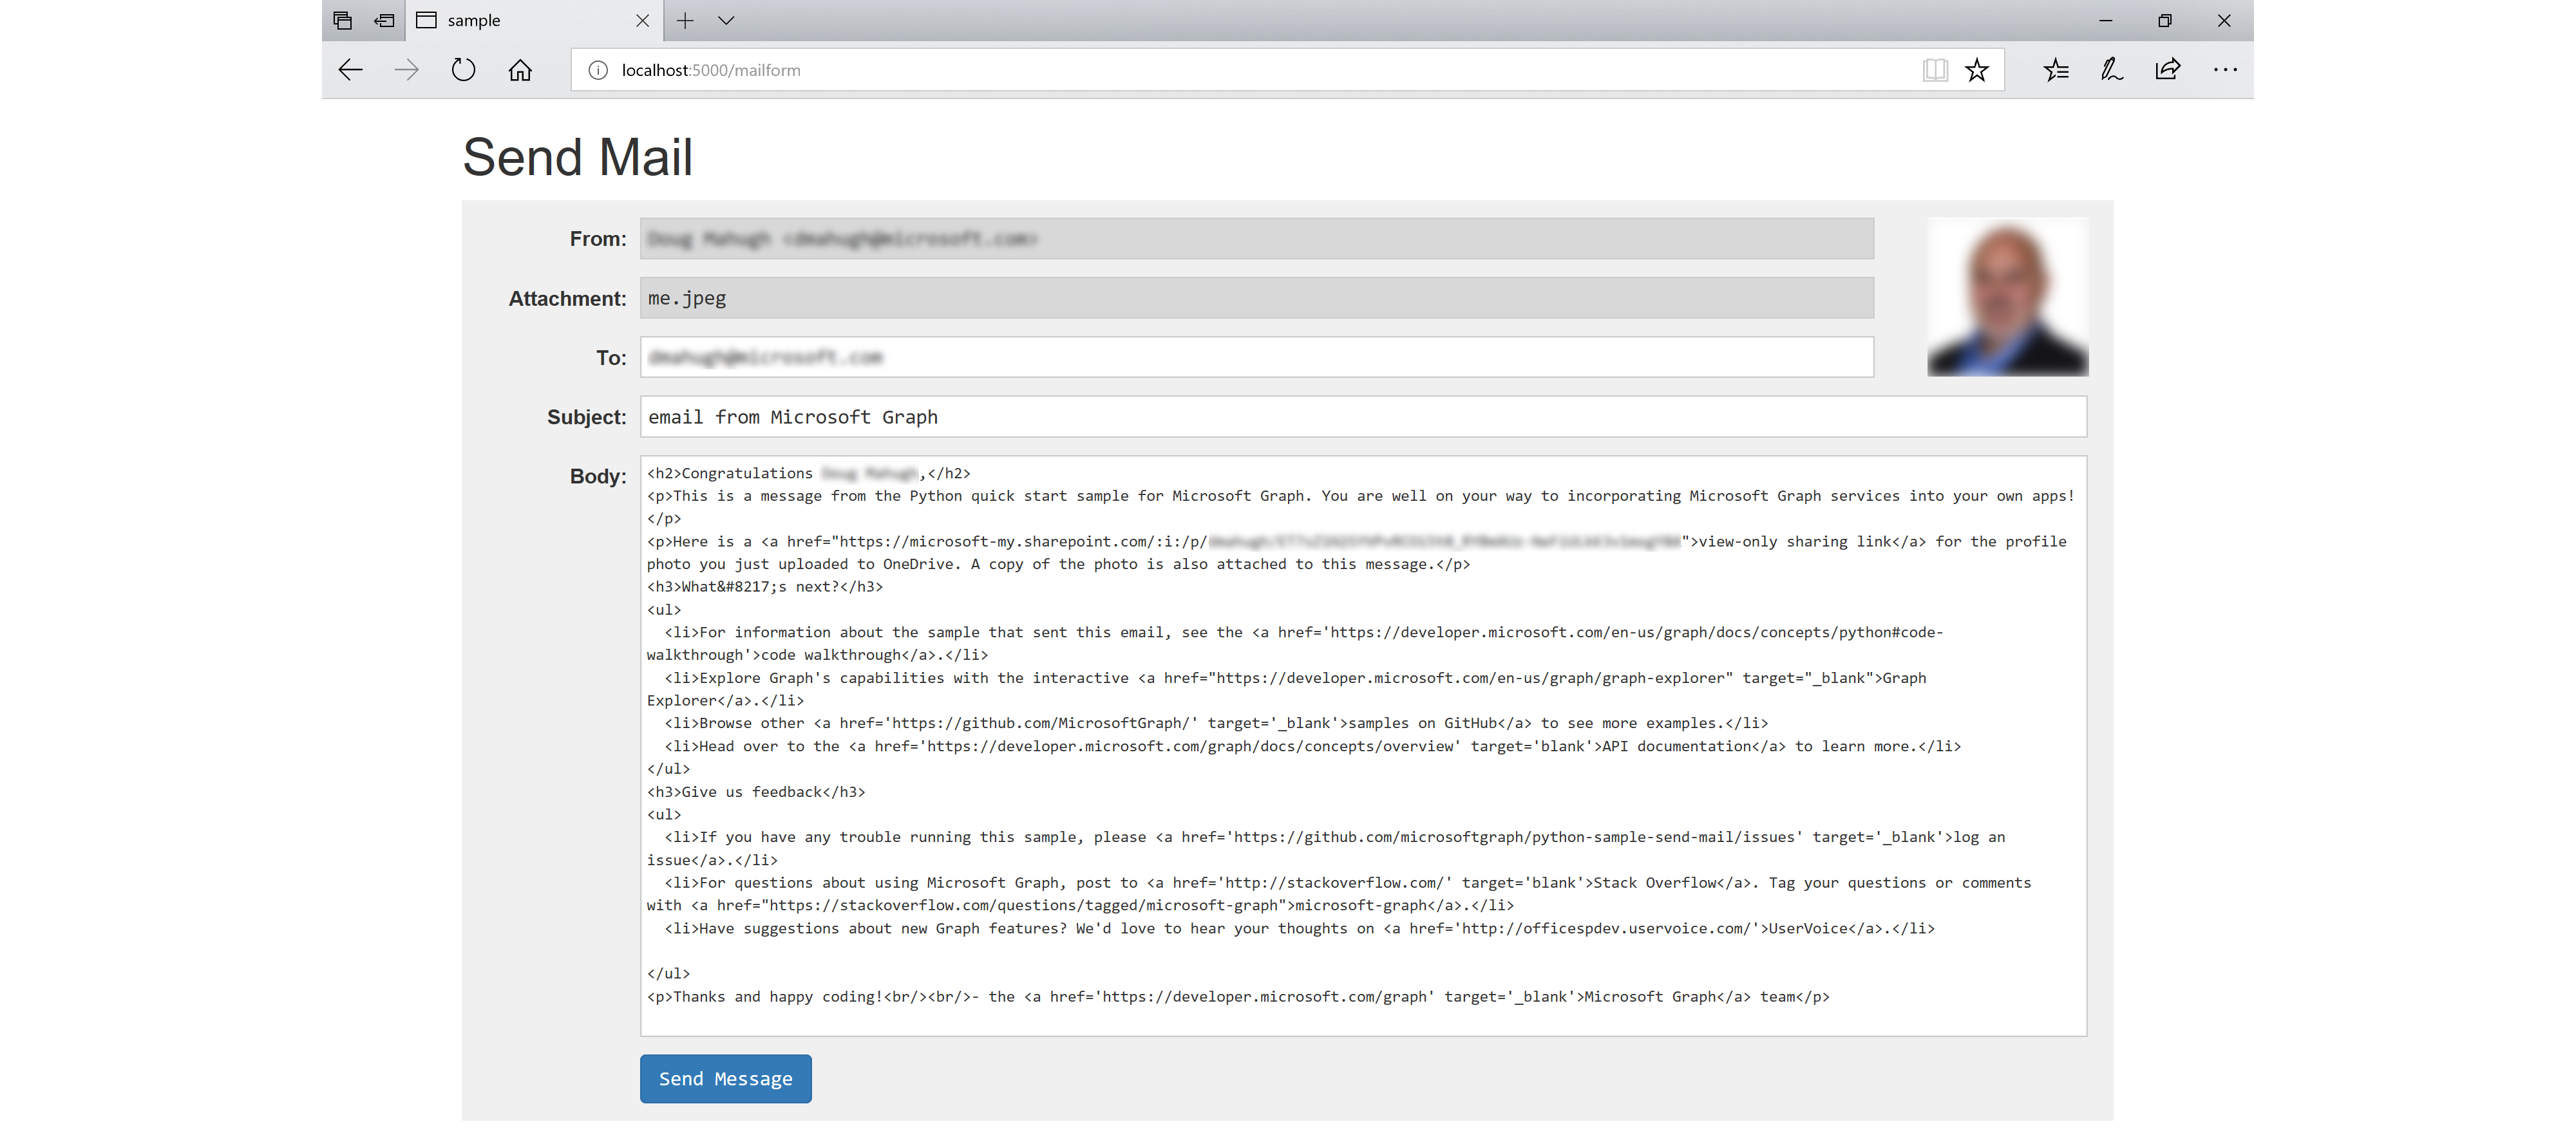 sample
localhost:5000/mailform
Send Mail
From:
Attachment: me.jpeg
To:
Subject: email from Microsoft Graph
Body:
<h2>Congratulations ,</h2>
<p>This is a message from the Python quick start sample for Microsoft Graph. You are well on your way to incorporating Microsoft Graph services into your own apps!
</p>
<p>Here is a <a href="https://microsoft-my.sharepoint.com/:i:/p/ ">view-only sharing link</a> for the profile
photo you just uploaded to OneDrive. A copy of the photo is also attached to this message.</p>
<h3>What&#8217;s next?</h3>
<ul>
<li>For information about the sample that sent this email, see the <a href='https://developer.microsoft.com/en-us/graph/docs/concepts/python#code-
walkthrough'>code walkthrough</a>.</li>
<li>Explore Graph's capabilities with the interactive <a href="https://developer.microsoft.com/en-us/graph/graph-explorer" target="_blank">Graph
Explorer</a>.</li>
<li>Browse other <a href='https://github.com/MicrosoftGraph/' target='_blank'>samples on GitHub</a> to see more examples.</li>
<li>Head over to the <a href='https://developer.microsoft.com/graph/docs/concepts/overview' target='blank'>API documentation</a> to learn more.</li>
</ul>
<h3>Give us feedback</h3>
<ul>
<li>If you have any trouble running this sample, please <a href='https://github.com/microsoftgraph/python-sample-send-mail/issues' target='_blank'>log an
issue</a>.</li>
<li>For questions about using Microsoft Graph, post to <a href='http://stackoverflow.com/' target='blank'>Stack Overflow</a>. Tag your questions or comments
with <a href="https://stackoverflow.com/questions/tagged/microsoft-graph">microsoft-graph</a>.</li>
<li>Have suggestions about new Graph features? We'd love to hear your thoughts on <a href='http://officespdev.uservoice.com/'>UserVoice</a>.</li>
</ul>
<p>Thanks and happy coding!<br/><br/>- the <a href='https://developer.microsoft.com/graph' target='_blank'>Microsoft Graph</a> team</p>
Send Message